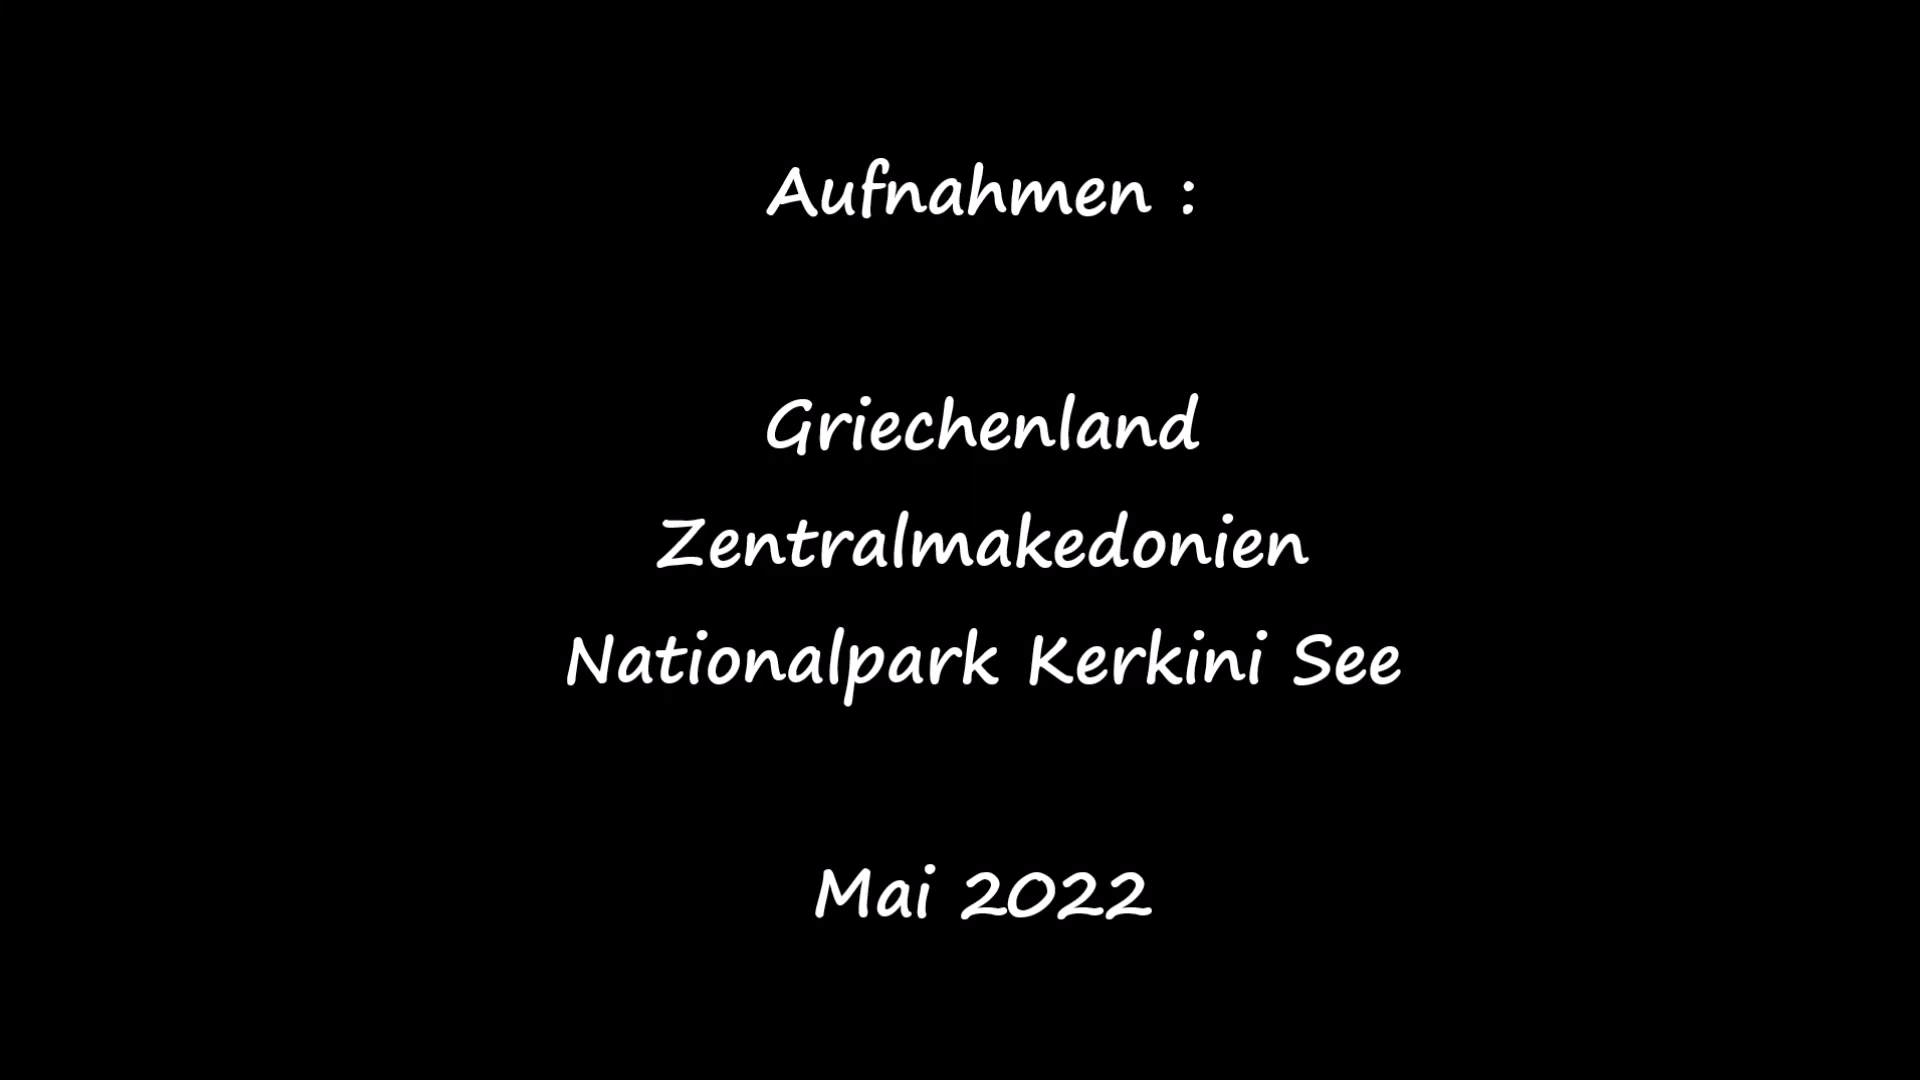 Aufnahmen :
Griechenland
Zentralmakedonien
Nationalpark Kerkini See
Mai 2022